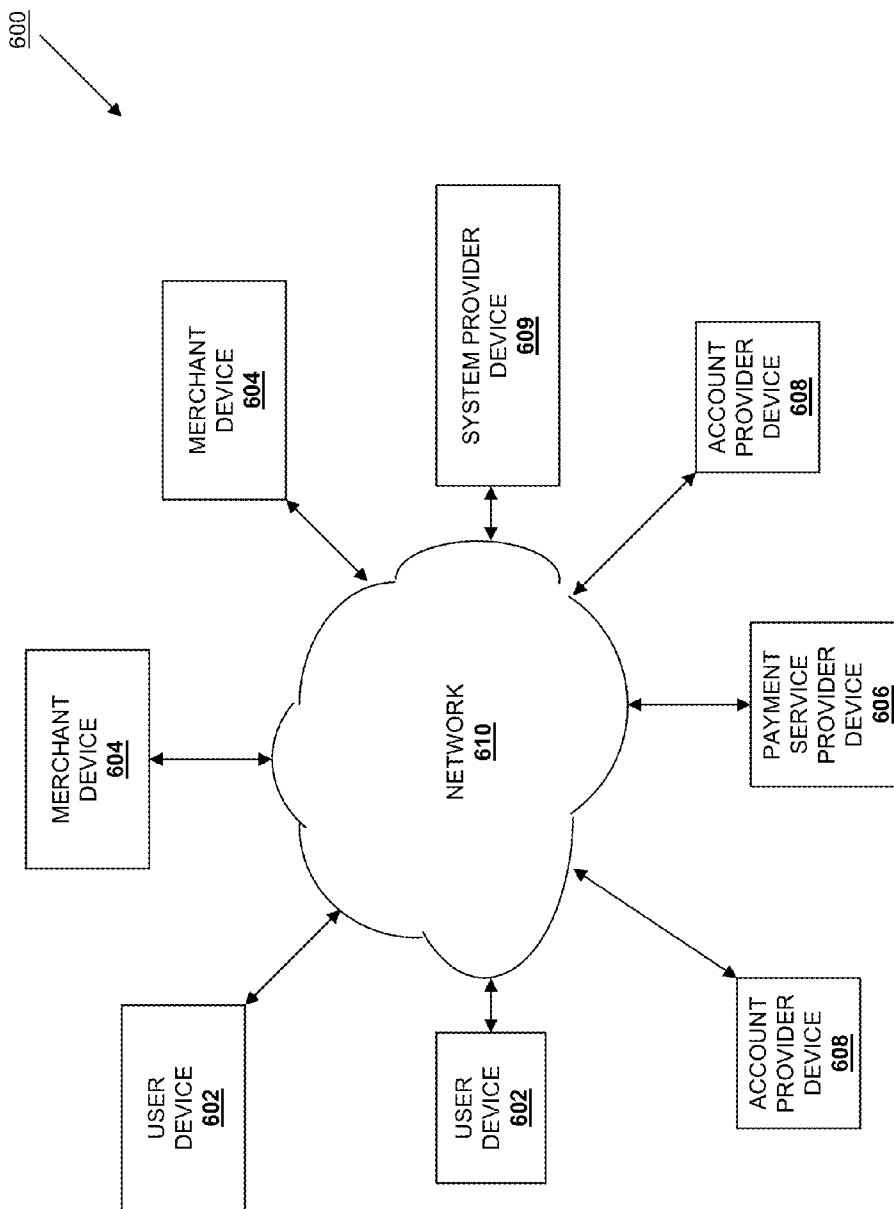 600
MERCHANT
DEVICE
604
USER
DEVICE
602
MERCHANT
DEVICE
604
USER
DEVICE
602
NETWORK
610
SYSTEM PROVIDER
DEVICE
609
ACCOUNT
PROVIDER
DEVICE
608
PAYMENT
SERVICE
PROVIDER
DEVICE
606
ACCOUNT
PROVIDER
DEVICE
608